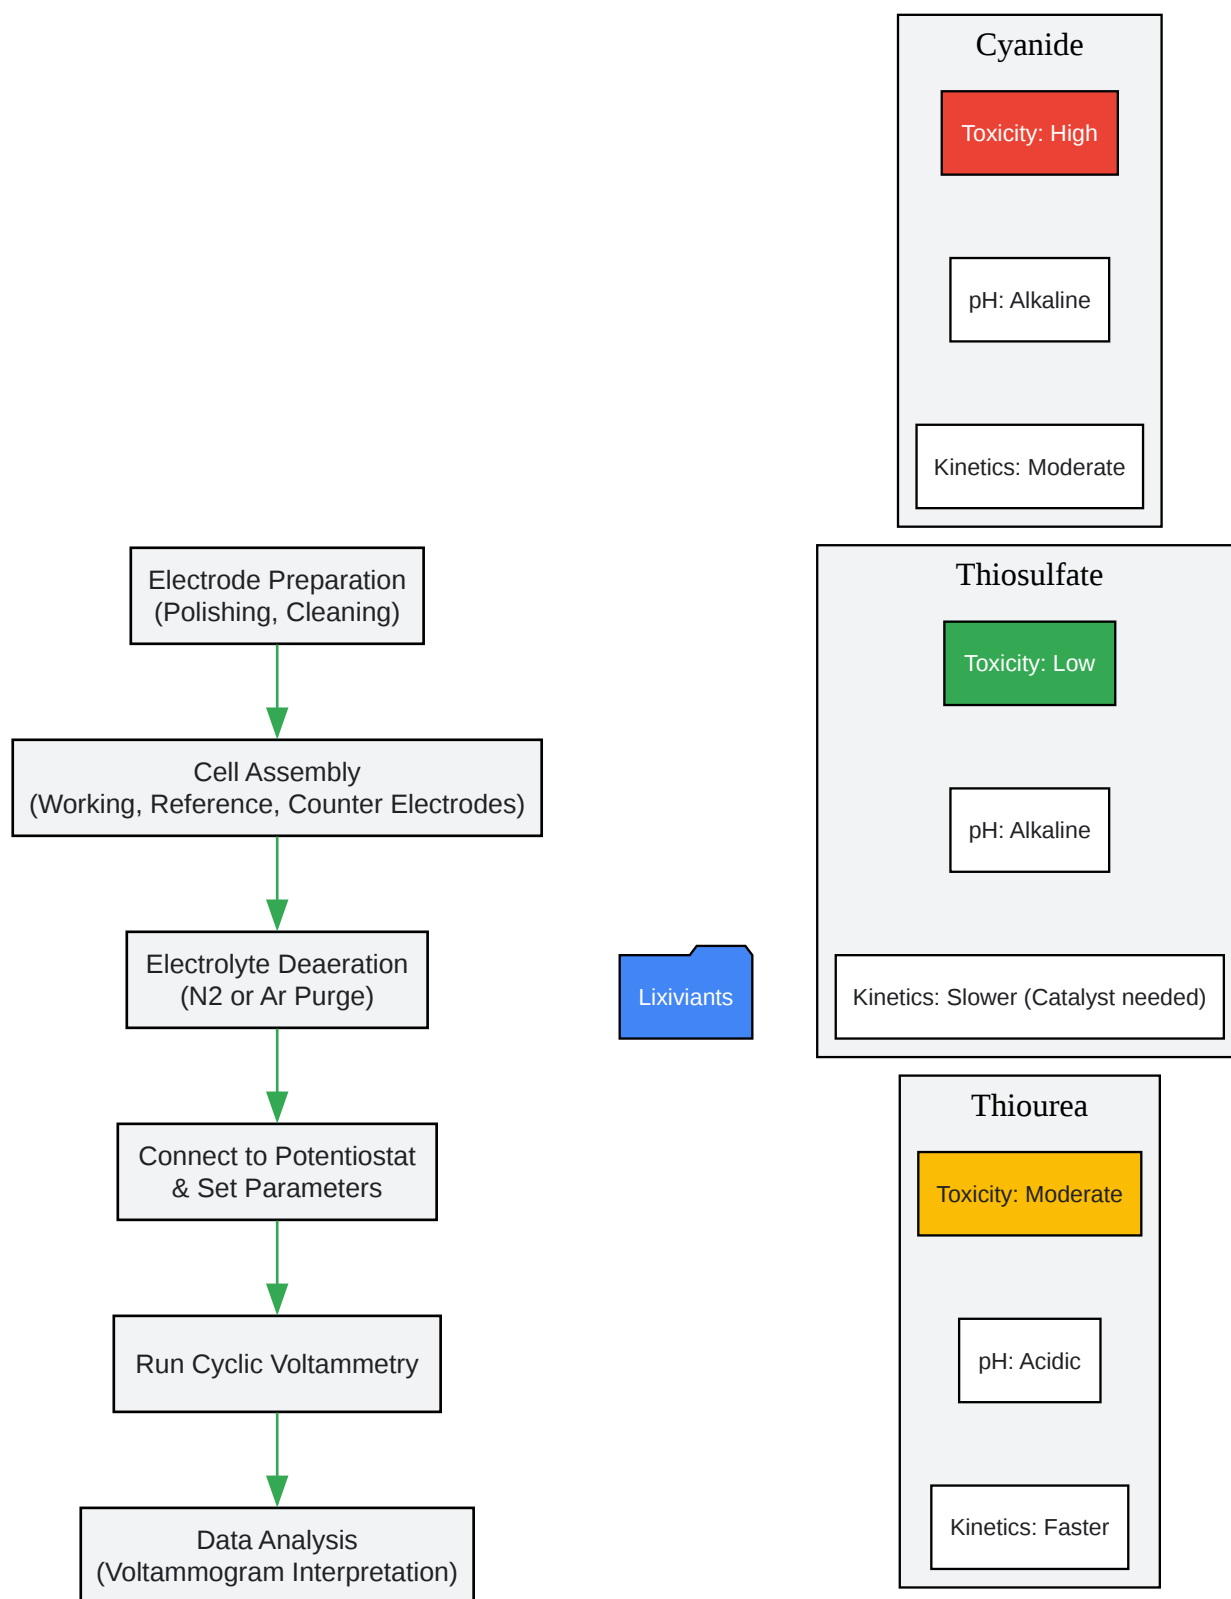 Electrode Preparation
(Polishing, Cleaning)
Cell Assembly
(Working, Reference, Counter Electrodes)
Electrolyte Deaeration
(N2 or Ar Purge)
Connect to Potentiostat
& Set Parameters
Run Cyclic Voltammetry
Data Analysis
(Voltammogram Interpretation)
Lixiviants
Cyanide
Toxicity: High
pH: Alkaline
Kinetics: Moderate
Thiosulfate
Toxicity: Low
pH: Alkaline
Kinetics: Slower (Catalyst needed)
Thiourea
Toxicity: Moderate
pH: Acidic
Kinetics: Faster